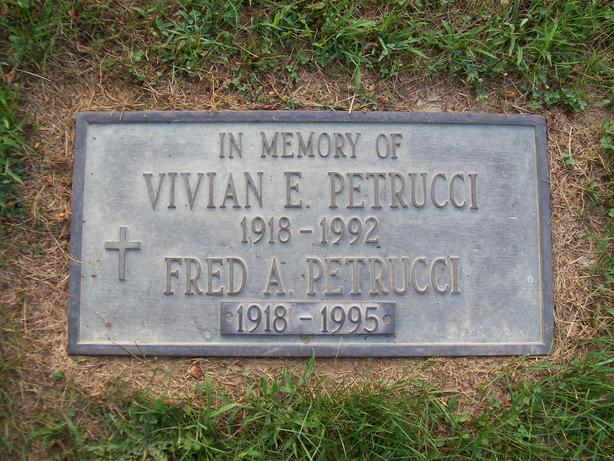 IN MEMORY OF
VIVIAN E. PETRUCCI
1918 - 1992
FRED A. PETRUCCI
1918 - 1995